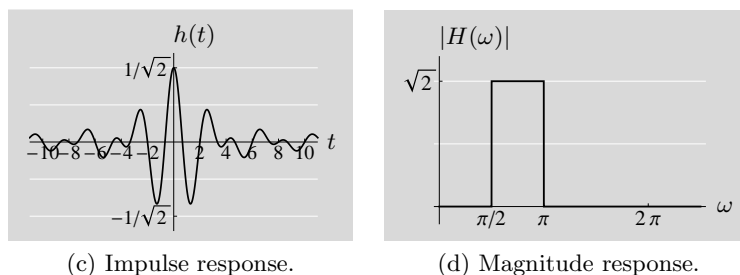 h(t)
1/√2
−10 −8 −6 −4 −2 2 4 6 8 10 t
−1/√2
(c) Impulse response.
|H(ω)|
√2
π/2 π 2π ω
(d) Magnitude response.